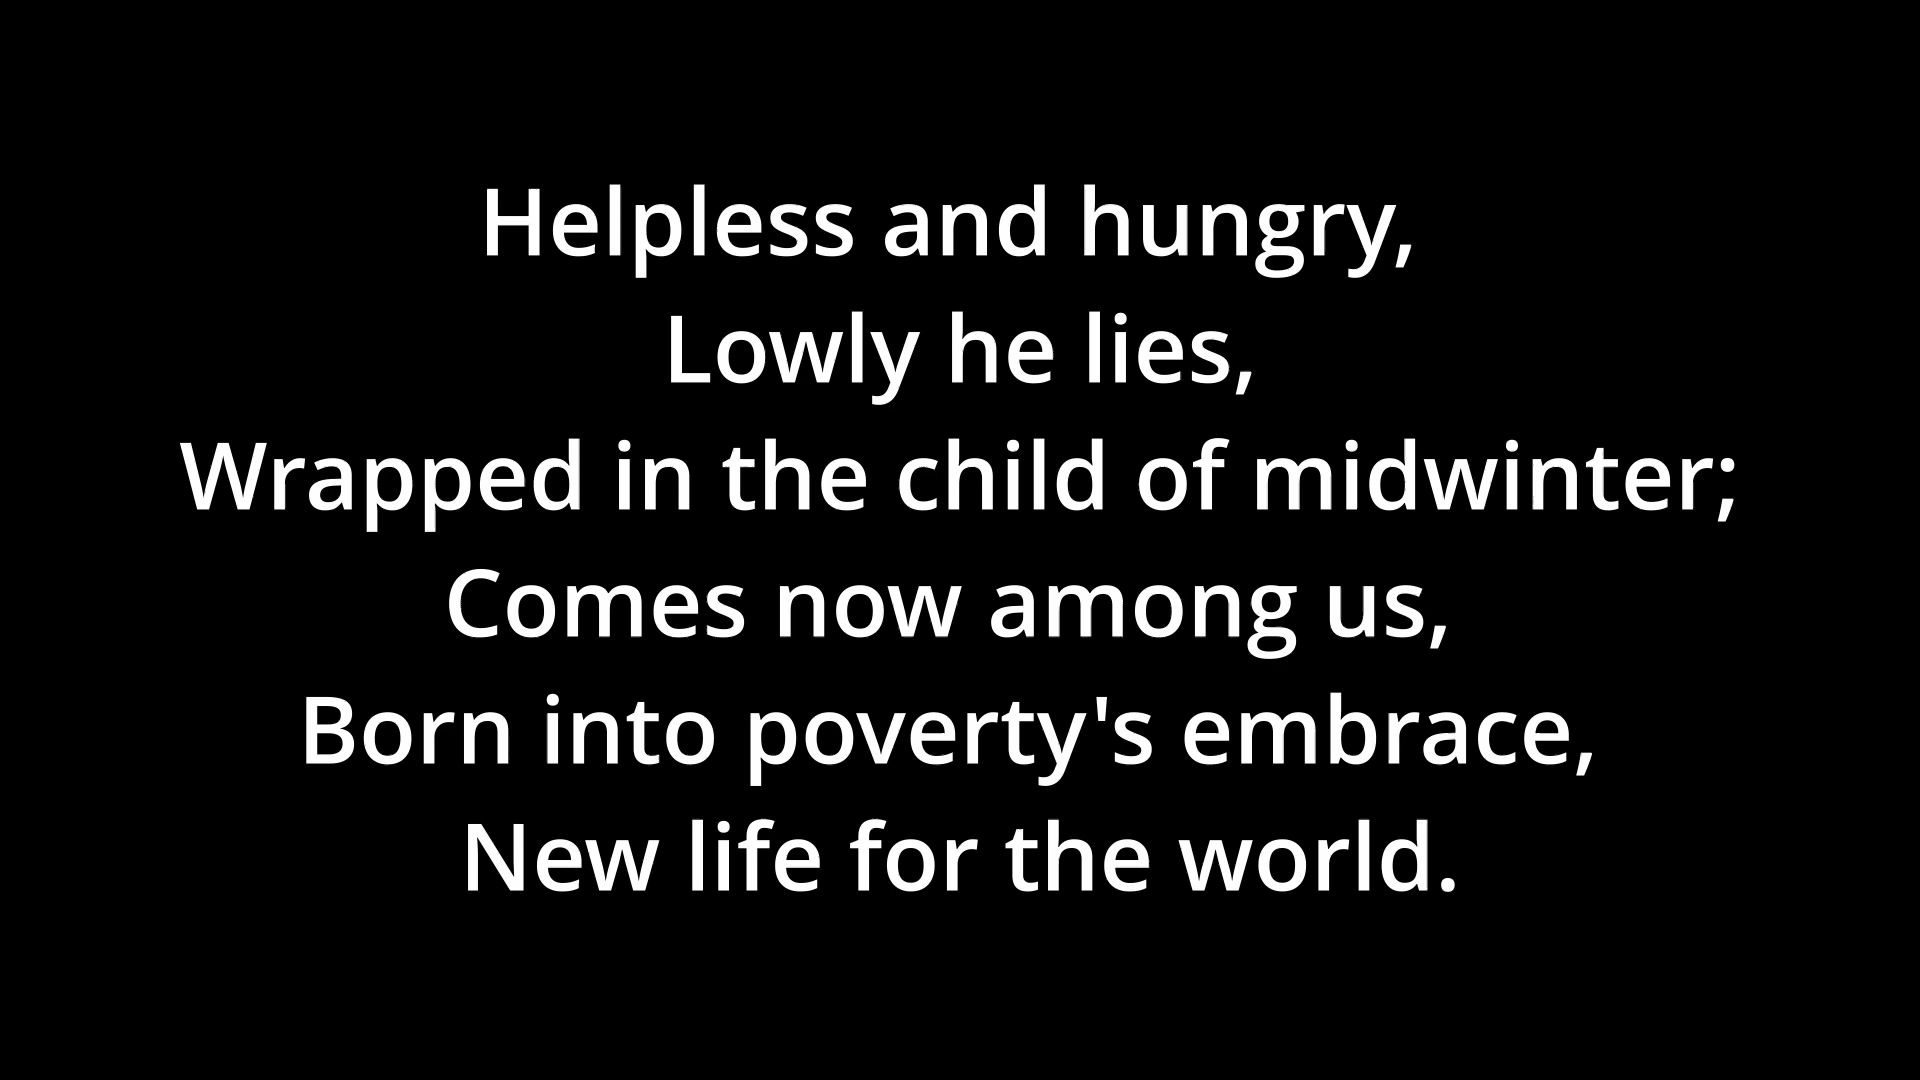 Helpless and hungry,
Lowly he lies,
Wrapped in the child of midwinter;
Comes now among us,
Born into poverty's embrace,
New life for the world.